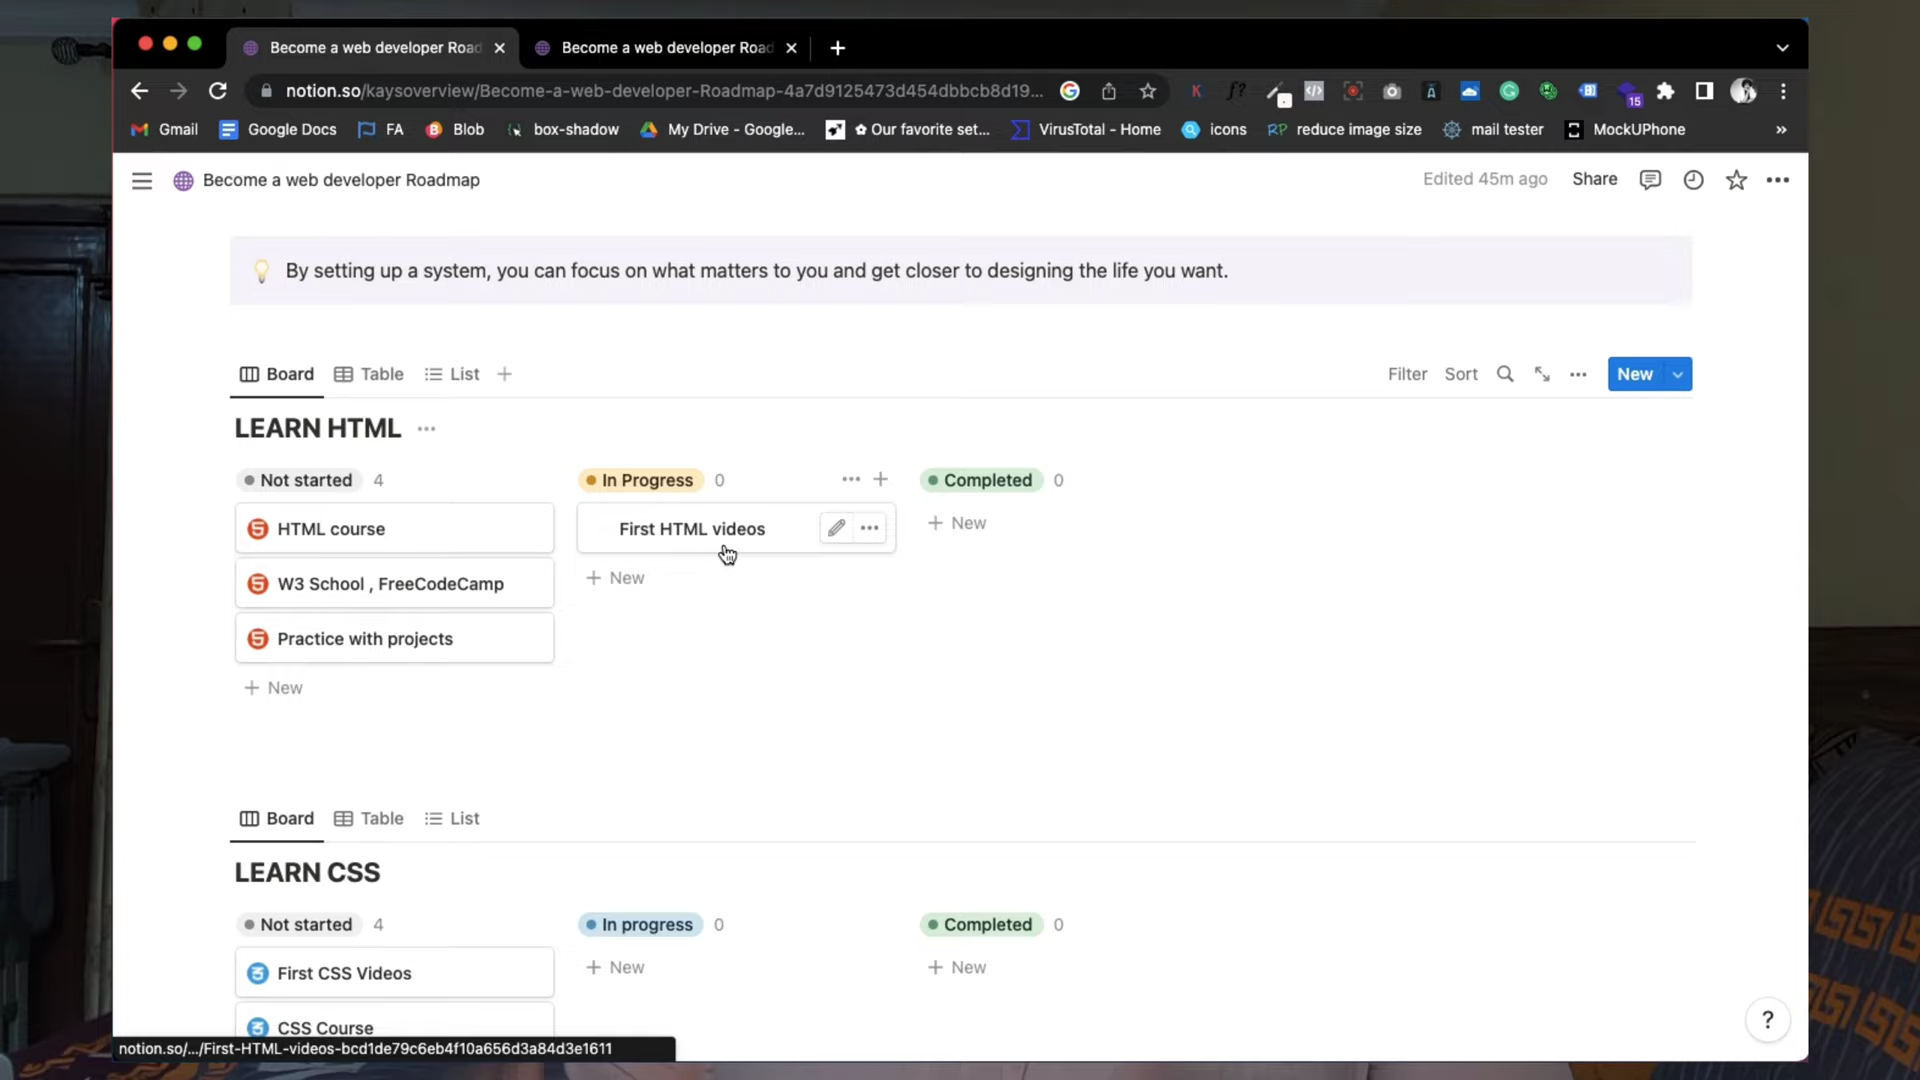 Become a web developer Road
Become a web developer Road
notion.so/kaysoverview/Become-a-web-developer-Roadmap-4a7d9125473d454dbbcb8d19...
15
Gmail
Google Docs
FA
Blob
box-shadow
My Drive - Google...
✿ Our favorite set...
VirusTotal - Home
icons
RP reduce image size
mail tester
MockUPhone
»
Become a web developer Roadmap
Edited 45m ago
Share
By setting up a system, you can focus on what matters to you and get closer to designing the life you want.
Board
Table
List
Filter
Sort
New
LEARN HTML
Not started 4
In Progress 0
Completed 0
HTML course
First HTML videos
+ New
W3 School , FreeCodeCamp
+ New
Practice with projects
+ New
Board
Table
List
LEARN CSS
Not started 4
In progress 0
Completed 0
First CSS Videos
+ New
+ New
CSS Course
?
notion.so/.../First-HTML-videos-bcd1de79c6eb4f10a656d3a84d3e1611